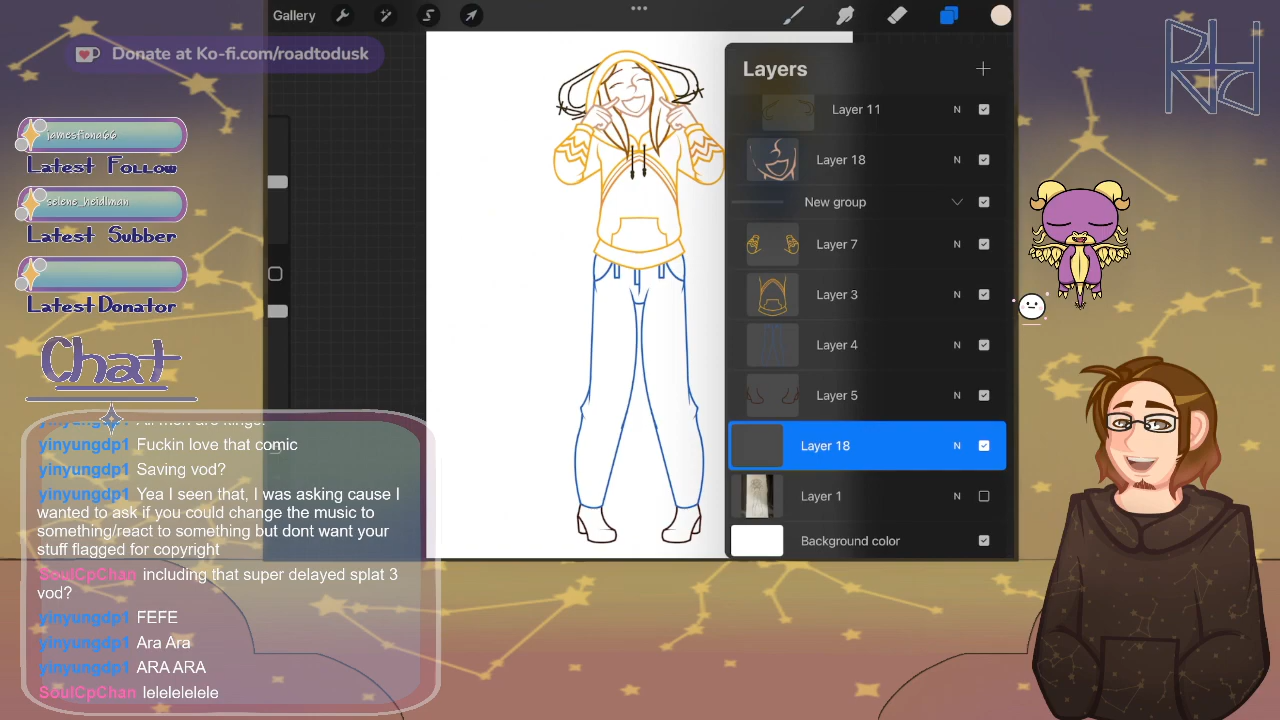 Gallery
Donate at Ko-fi.com/roadtodusk
jamesfiona66
Latest Follow
selene_heidlman
Latest Subber
Latest Donator
Chat
yinyungdp1 Fuckin love that comic
yinyungdp1 Saving vod?
yinyungdp1 Yea I seen that, I was asking cause I
wanted to ask if you could change the music to
something/react to something but dont want your
stuff flagged for copyright
SoulCpChan including that super delayed splat 3
vod?
yinyungdp1 FEFE
yinyungdp1 Ara Ara
yinyungdp1 ARA ARA
SoulCpChan lelelelelele
Layers
Layer 11 N
Layer 18 N
New group
Layer 7 N
Layer 3 N
Layer 4 N
Layer 5 N
Layer 18 N
Layer 1 N
Background color